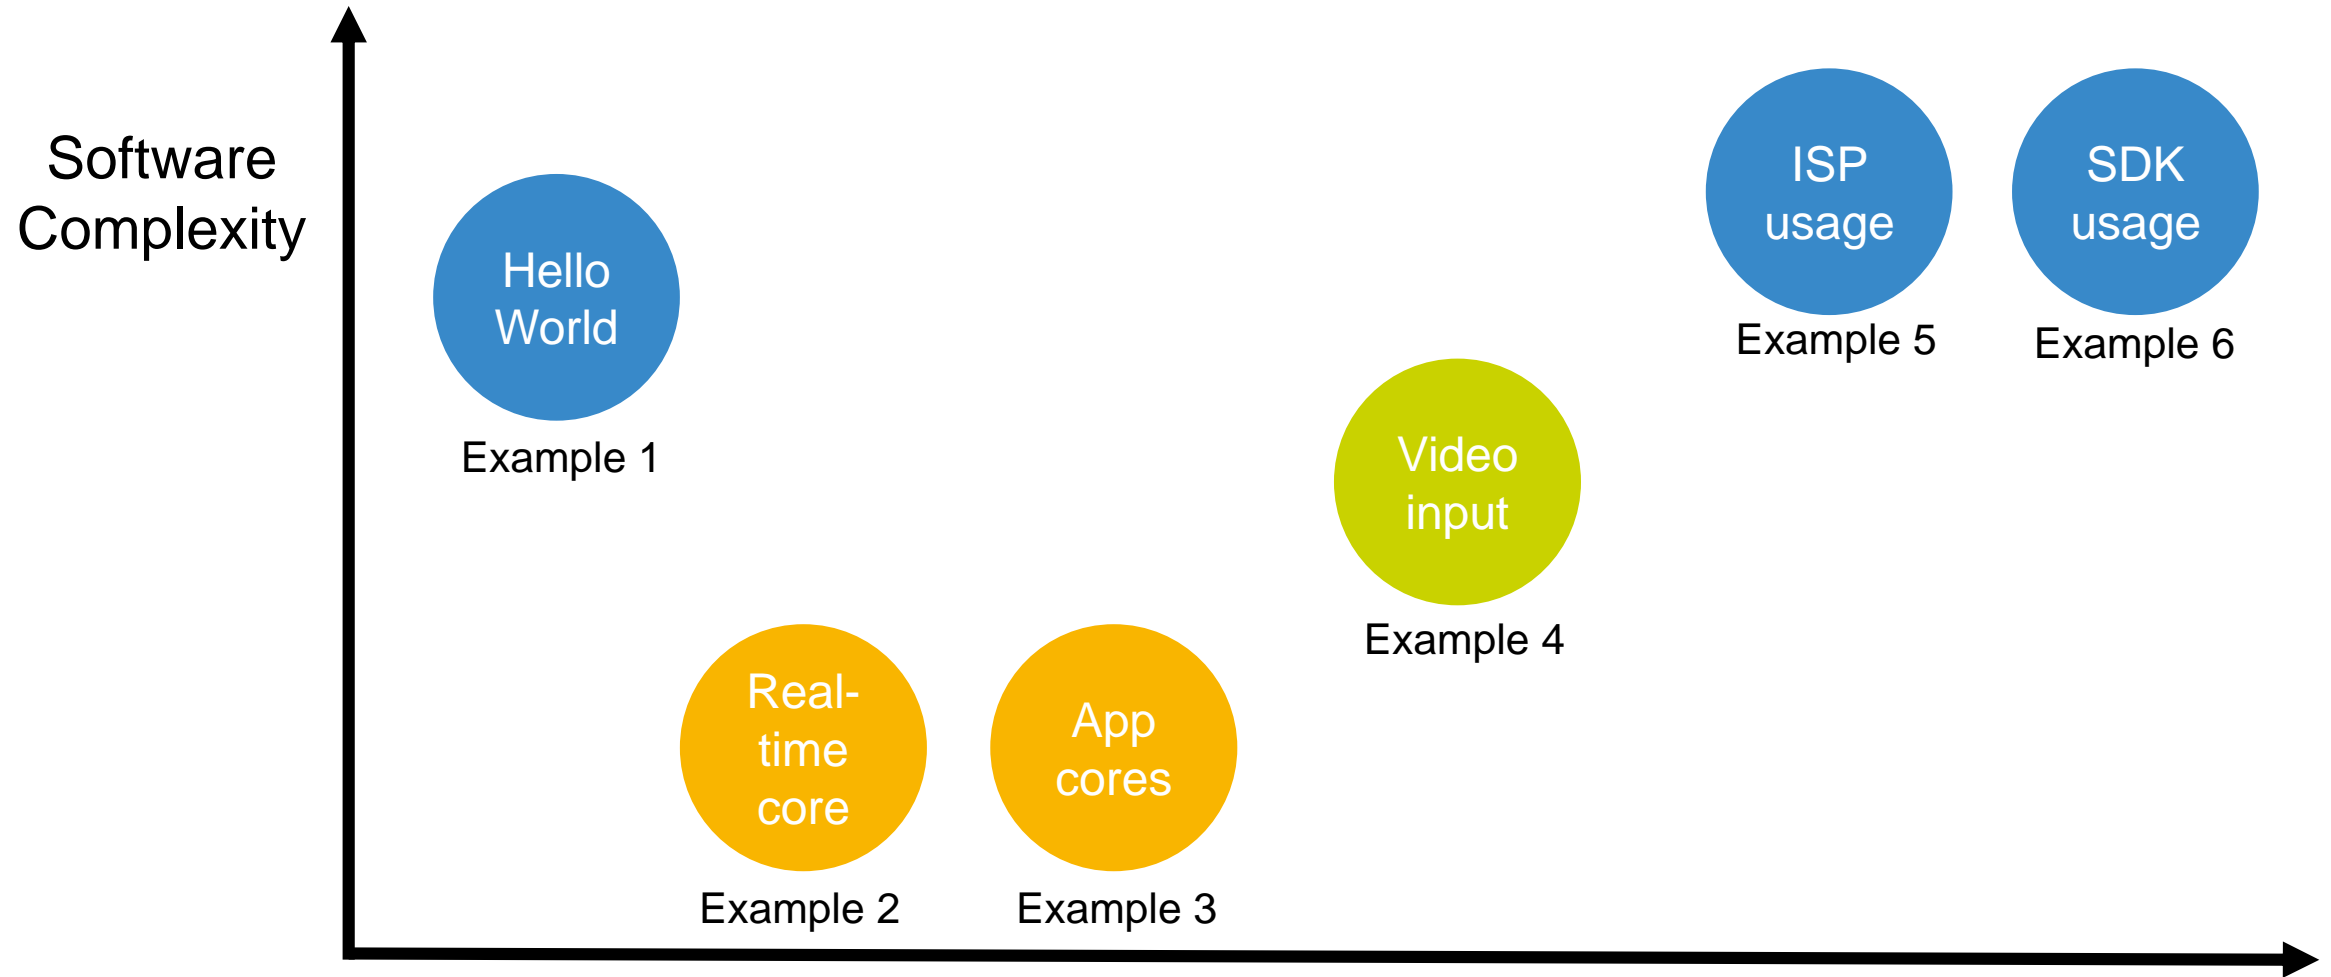 Software
Complexity
Hello
World
Example 1
Real-
time
core
Example 2
App
cores
Example 3
Video
input
Example 4
ISP
usage
Example 5
SDK
usage
Example 6